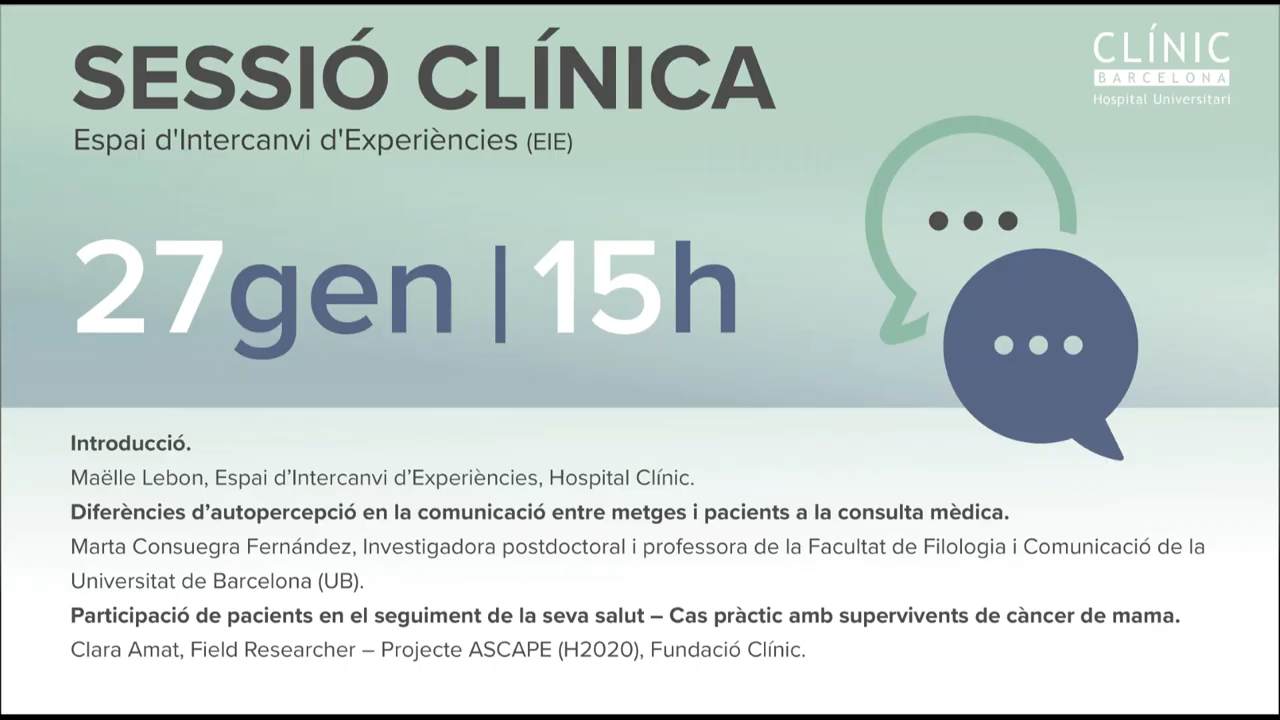 SESSIÓ CLÍNICA
Espai d'Intercanvi d'Experiències (EIE)
CLÍNIC
BARCELONA
Hospital Universitari
27gen | 15h
Introducció.
Maëlle Lebon, Espai d’Intercanvi d’Experiències, Hospital Clínic.
Diferències d’autopercepció en la comunicació entre metges i pacients a la consulta mèdica.
Marta Consuegra Fernández, Investigadora postdoctoral i professora de la Facultat de Filologia i Comunicació de la
Universitat de Barcelona (UB).
Participació de pacients en el seguiment de la seva salut – Cas pràctic amb supervivents de càncer de mama.
Clara Amat, Field Researcher – Projecte ASCAPE (H2020), Fundació Clínic.